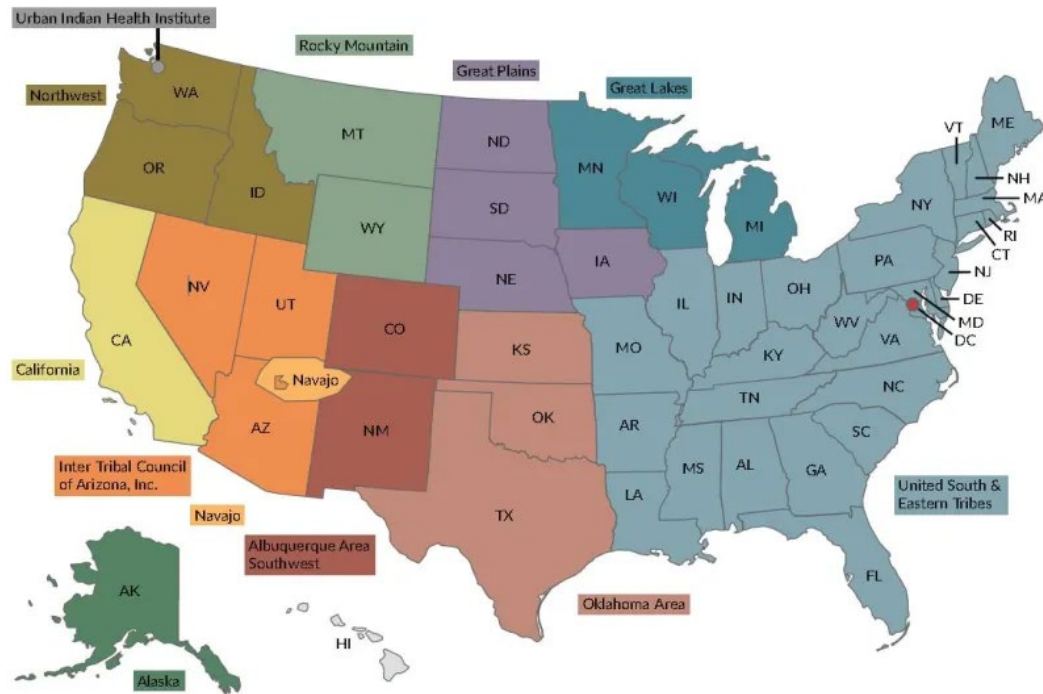 Urban Indian Health Institute
Rocky Mountain
Great Plains
Great Lakes
Northwest
WA
MT
ND
VT
ME
OR
ID
MN
NH
SD
WI
NY
MA
WY
MI
RI
CT
NE
IA
PA
NJ
NV
UT
IL
IN
OH
DE
CO
WV
MD
CA
MO
VA
DC
KS
KY
California
Navajo
NC
TN
OK
AZ
NM
AR
SC
MS
AL
GA
Inter Tribal Council
of Arizona, Inc.
LA
United South &
Eastern Tribes
Navajo
TX
Albuquerque Area
Southwest
FL
AK
Oklahoma Area
HI
Alaska